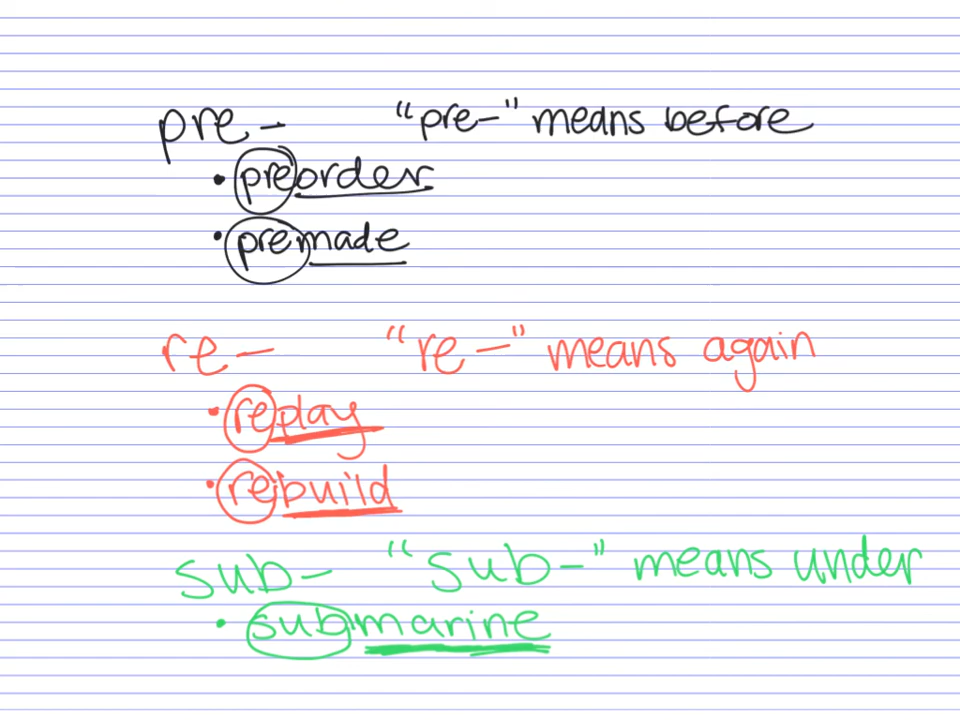 pre- "pre-" means before
• preorder
• premade
re- "re-" means again
• replay
• rebuild
sub- "sub-" means under
• submarine